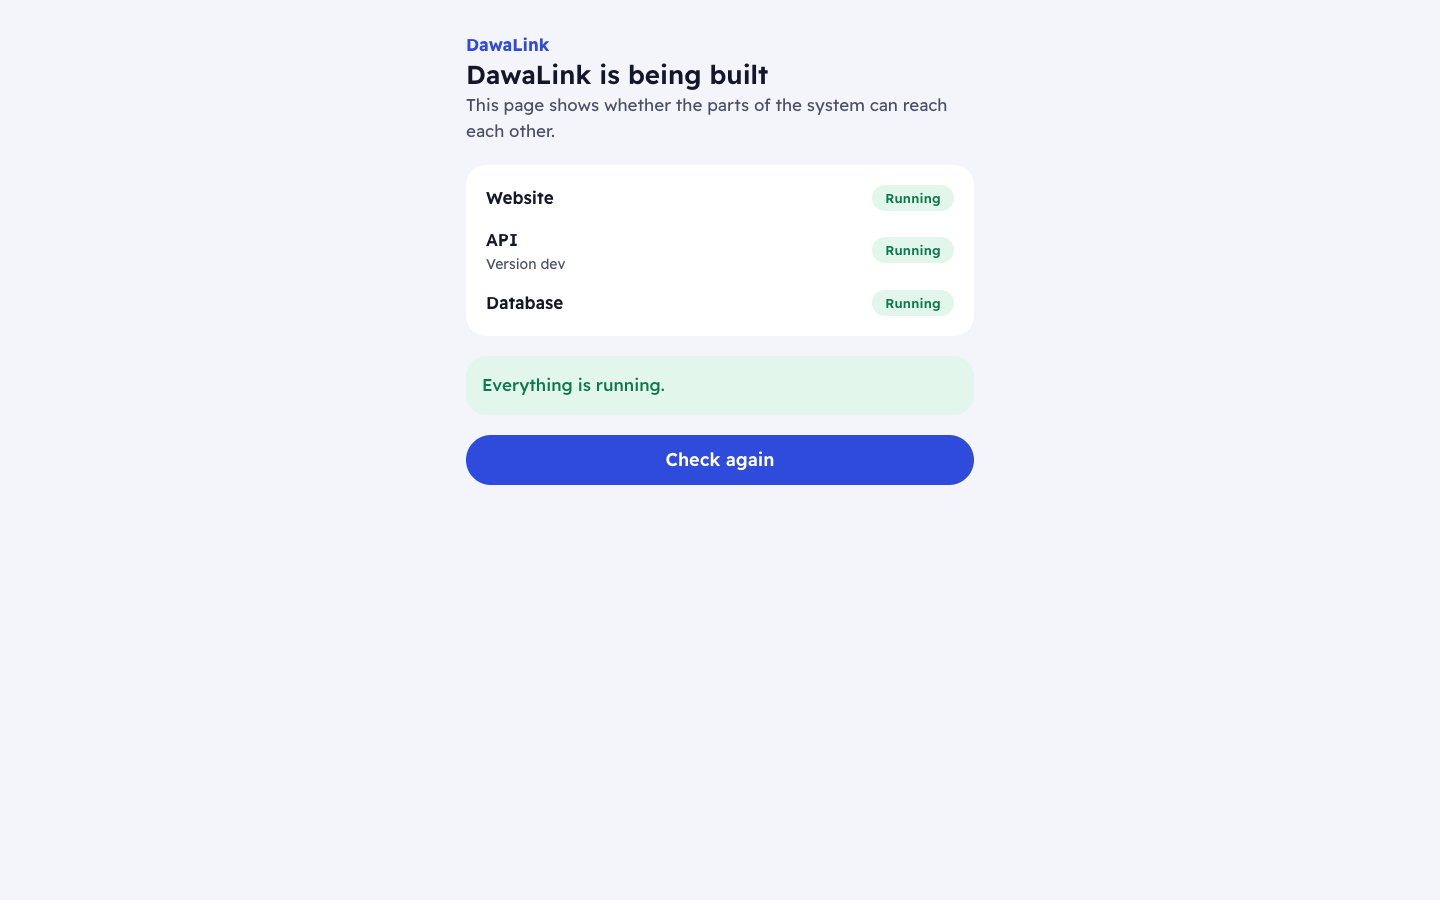 DawaLink
DawaLink is being built
This page shows whether the parts of the system can reach
each other.
Website
Running
API
Version dev
Running
Database
Running
Everything is running.
Check again